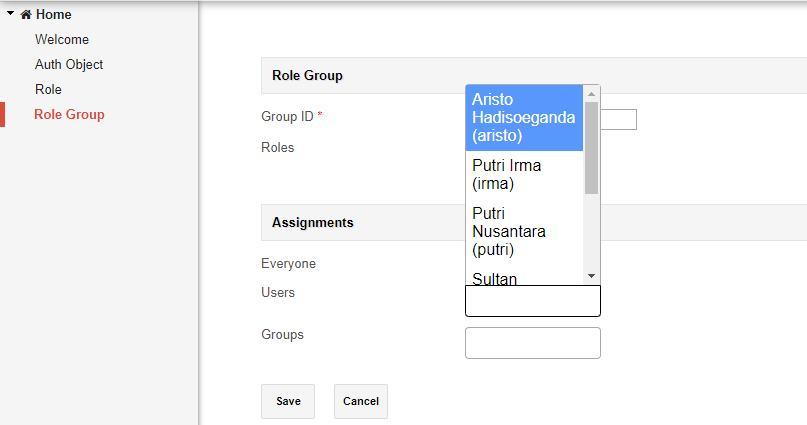 Home
Welcome
Auth Object
Role
Role Group
Role Group
Group ID *
Roles
Aristo
Hadisoeganda
(aristo)
Putri Irma
(irma)
Putri
Nusantara
(putri)
Sultan
Assignments
Everyone
Users
Groups
Save
Cancel